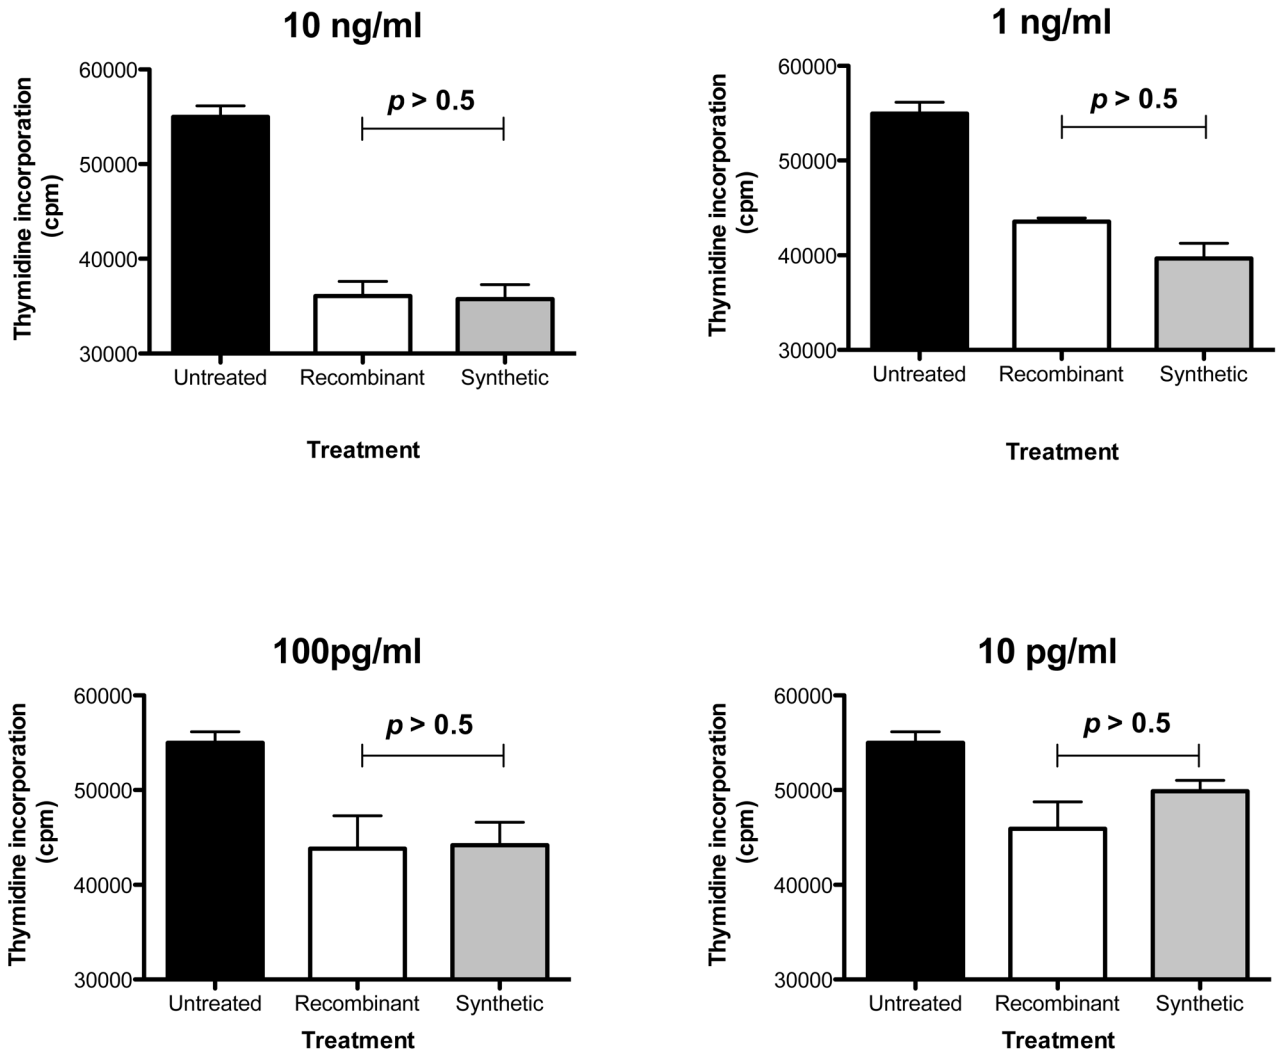 10 ng/ml
60000
50000
40000
30000
Thymidine incorporation
(cpm)
p > 0.5
Untreated
Recombinant
Synthetic
Treatment
1 ng/ml
60000
50000
40000
30000
Thymidine incorporation
(cpm)
p > 0.5
Untreated
Recombinant
Synthetic
Treatment
100pg/ml
60000
50000
40000
30000
Thymidine incorporation
(cpm)
p > 0.5
Untreated
Recombinant
Synthetic
Treatment
10 pg/ml
60000
50000
40000
30000
Thymidine incorporation
(cpm)
p > 0.5
Untreated
Recombinant
Synthetic
Treatment